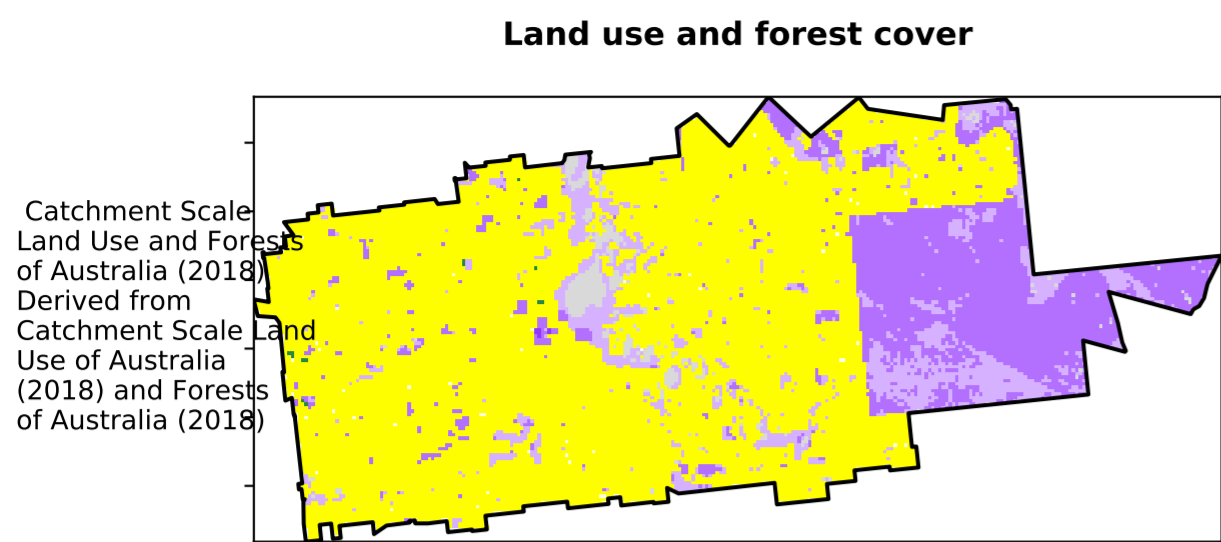 Land use and forest cover
Catchment Scale
Land Use and Forests
of Australia (2018)
Derived from
Catchment Scale Land
Use of Australia
(2018) and Forests
of Australia (2018)